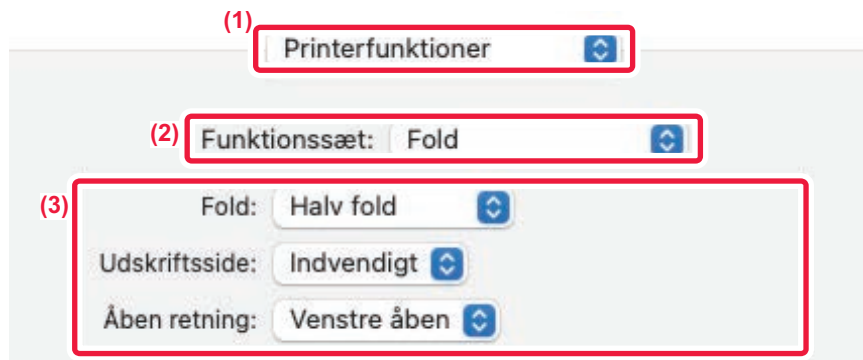 (1)
Printerfunktioner
(2) Funktionssæt: Fold
(3) Fold: Halv fold
Udskriftsside: Indvendigt
Åben retning: Venstre åben